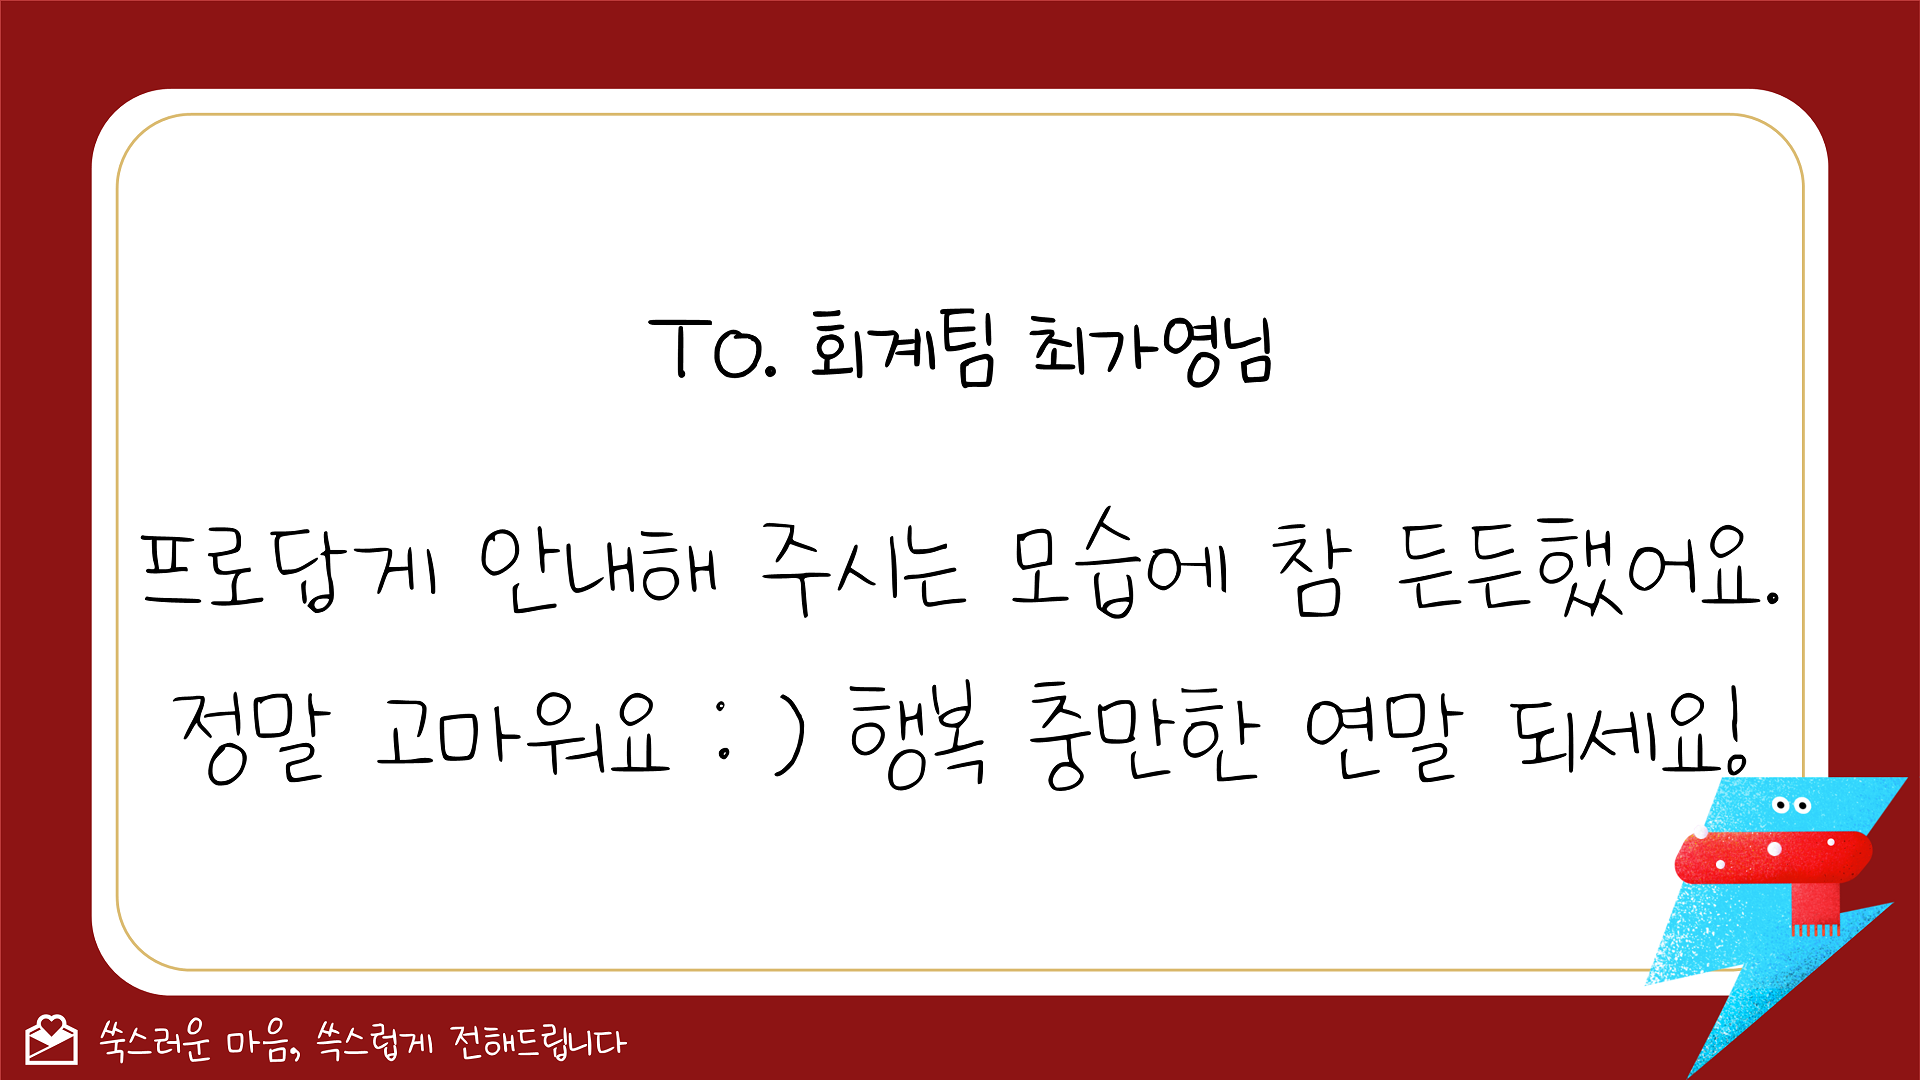 To. 회계팀 최가영님
프로답게 안내해 주시는 모습에 참 든든했어요.
정말 고마워요 : ) 행복 충만한 연말 되세요!
쑥스러운 마음, 쓱스럽게 전해드립니다